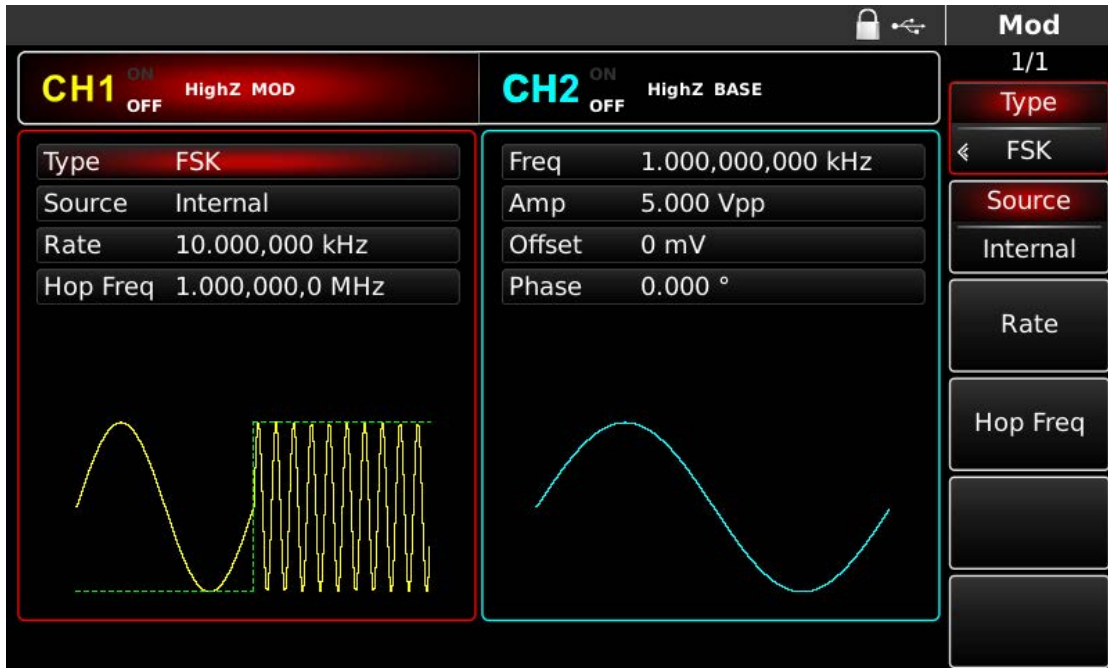 Mod
1/1
CH1 ON OFF HighZ MOD
CH2 ON OFF HighZ BASE
Type FSK
Source Internal
Rate 10.000,000 kHz
Hop Freq 1.000,000,0 MHz
Freq 1.000,000,000 kHz
Amp 5.000 Vpp
Offset 0 mV
Phase 0.000 °
Type
FSK
Source
Internal
Rate
Hop Freq